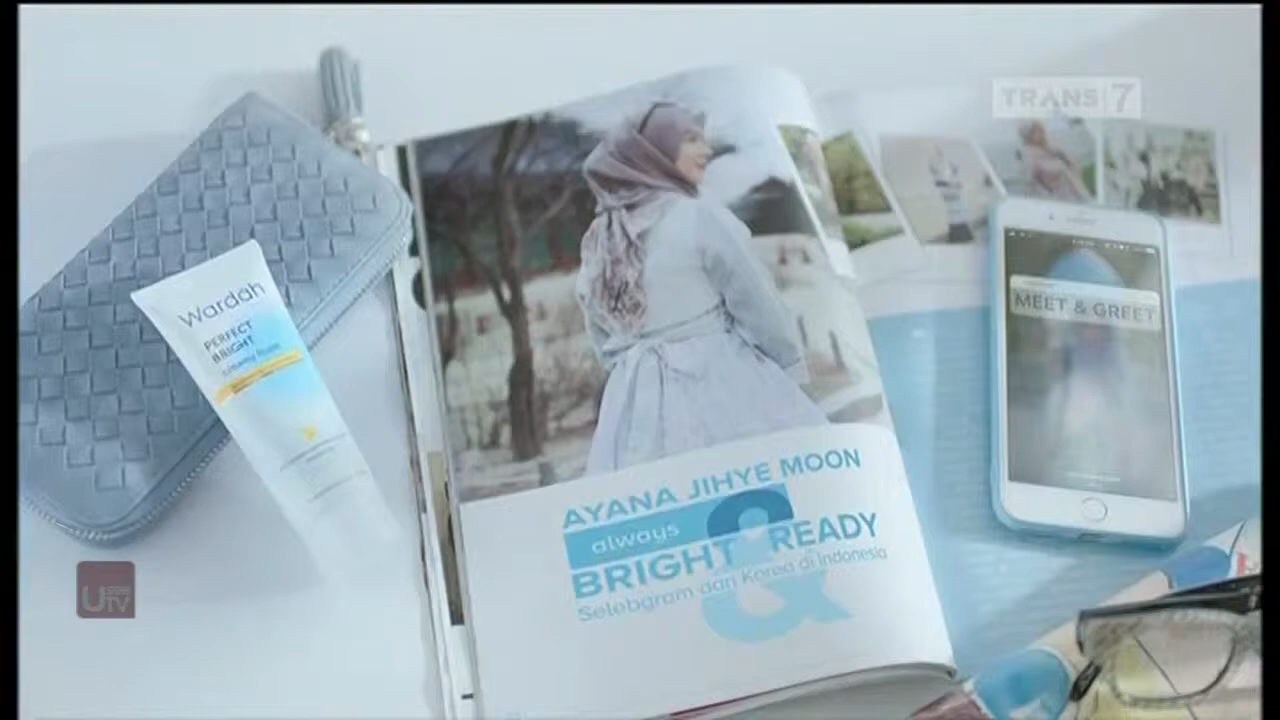 TRANS|7
Wardah
PERFECT
BRIGHT
MEET & GREET
AYANA JIHYE MOON
always
BRIGHT & READY
Selebgram dari Korea di Indonesia
UTV